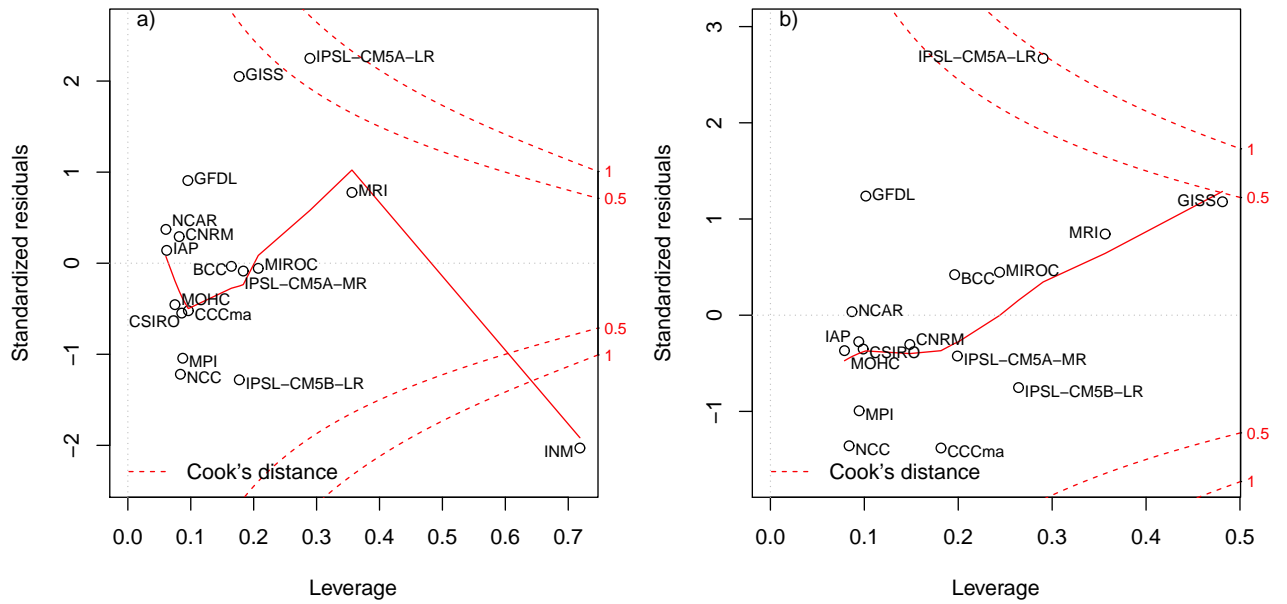 a)
IPSL−CM5A−LR
GISS
GFDL
MRI
NCAR
CNRM
IAP
BCC
MIROC
IPSL−CM5A−MR
MOHC
CCCma
CSIRO
MPI
NCC
IPSL−CM5B−LR
INM
Cook's distance
1
0.5
0.5
1
2
1
0
−1
−2
Standardized residuals
0.0 0.1 0.2 0.3 0.4 0.5 0.6 0.7
Leverage
b)
IPSL−CM5A−LR
GFDL
GISS
MRI
BCC
MIROC
NCAR
IAP
CNRM
CSIRO
MOHC
IPSL−CM5A−MR
IPSL−CM5B−LR
MPI
NCC
CCCma
Cook's distance
1
0.5
0.5
1
3
2
1
0
−1
Standardized residuals
0.0 0.1 0.2 0.3 0.4 0.5
Leverage